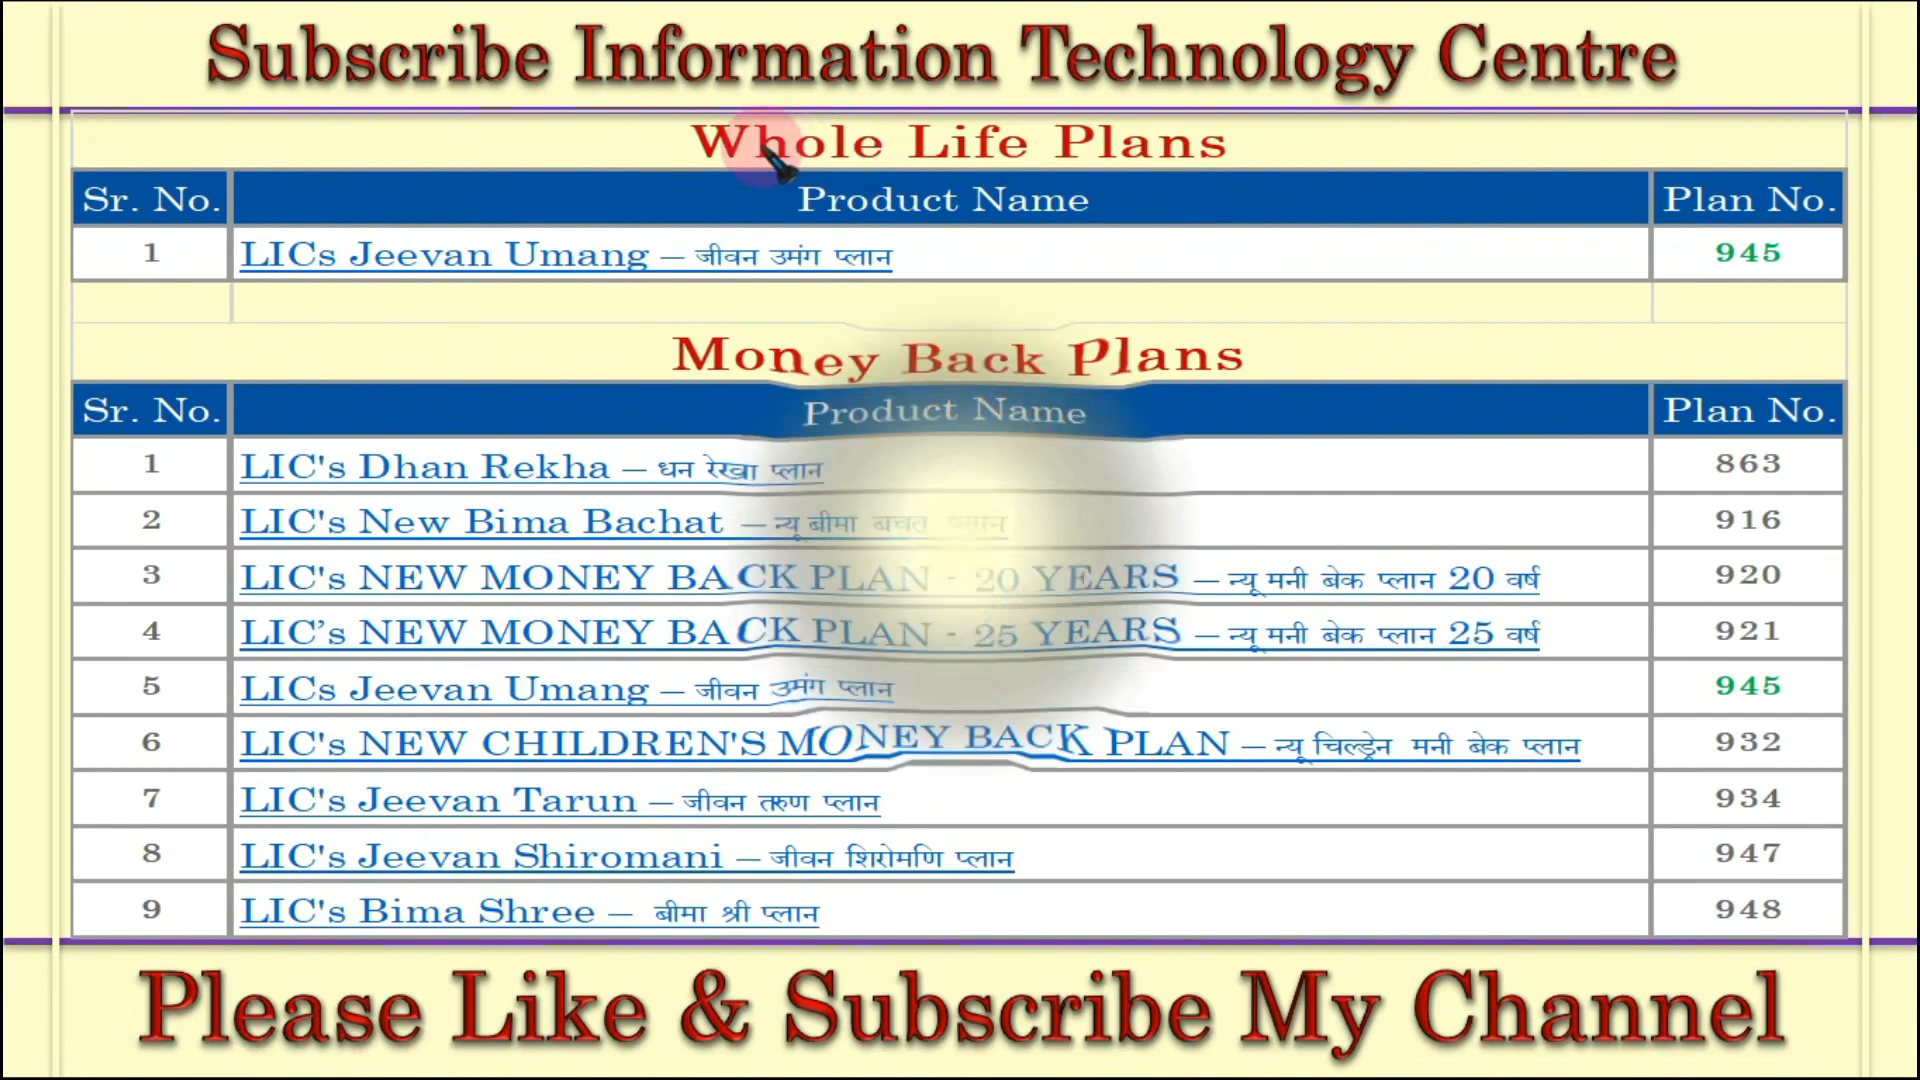 Subscribe Information Technology Centre
Whole Life Plans
Sr. No. Product Name Plan No.
1 LICs Jeevan Umang – जीवन उमंग प्लान 945
Money Back Plans
Sr. No. Product Name Plan No.
1 LIC's Dhan Rekha – धन रेखा प्लान 863
2 LIC's New Bima Bachat – न्यू बीमा बचत प्लान 916
3 LIC's NEW MONEY BACK PLAN - 20 YEARS – न्यू मनी बेक प्लान 20 वर्ष 920
4 LIC’s NEW MONEY BACK PLAN - 25 YEARS – न्यू मनी बेक प्लान 25 वर्ष 921
5 LICs Jeevan Umang – जीवन उमंग प्लान 945
6 LIC's NEW CHILDREN'S MONEY BACK PLAN – न्यू चिल्ड्रेन मनी बेक प्लान 932
7 LIC's Jeevan Tarun – जीवन तरुण प्लान 934
8 LIC's Jeevan Shiromani – जीवन शिरोमणि प्लान 947
9 LIC's Bima Shree – बीमा श्री प्लान 948
Please Like & Subscribe My Channel